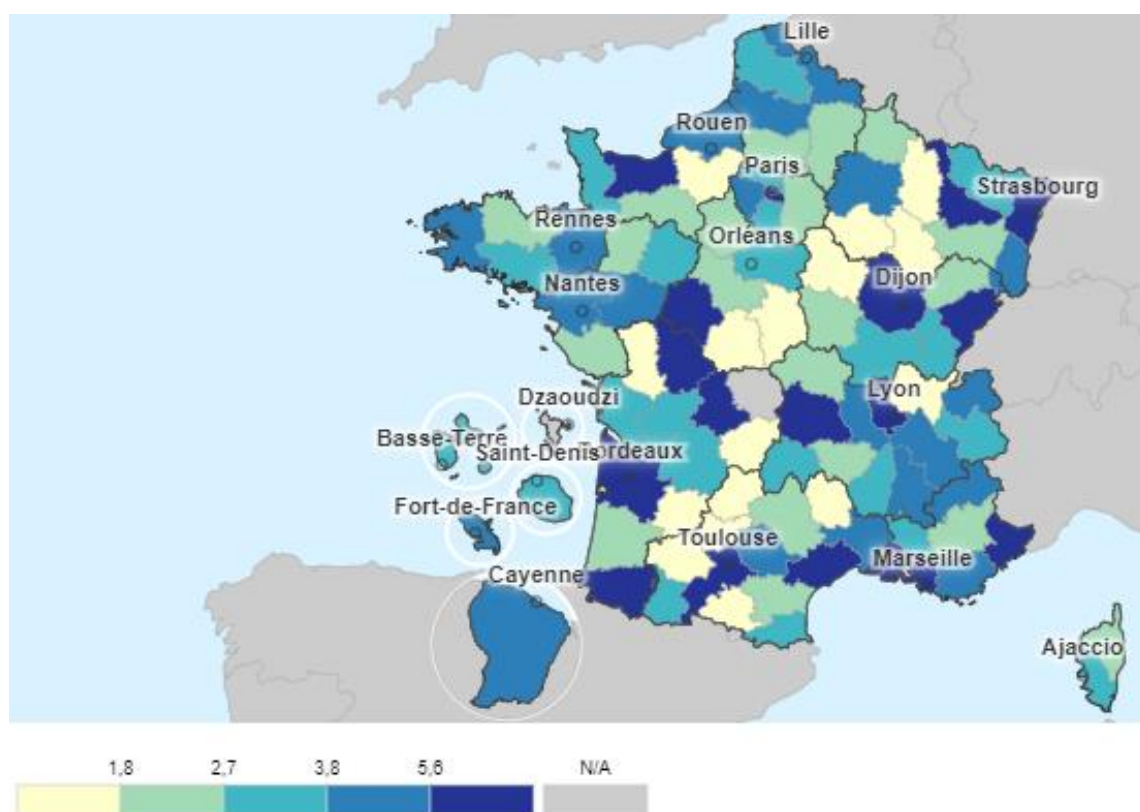 Lille
Rouen
Paris
Strasbourg
Rennes
Orléans
Nantes
Dijon
Dzaoudzi
Lyon
Basse-Terre
Saint-Denis
Bordeaux
Fort-de-France
Toulouse
Marseille
Cayenne
Ajaccio
1,8 2,7 3,8 5,6 N/A